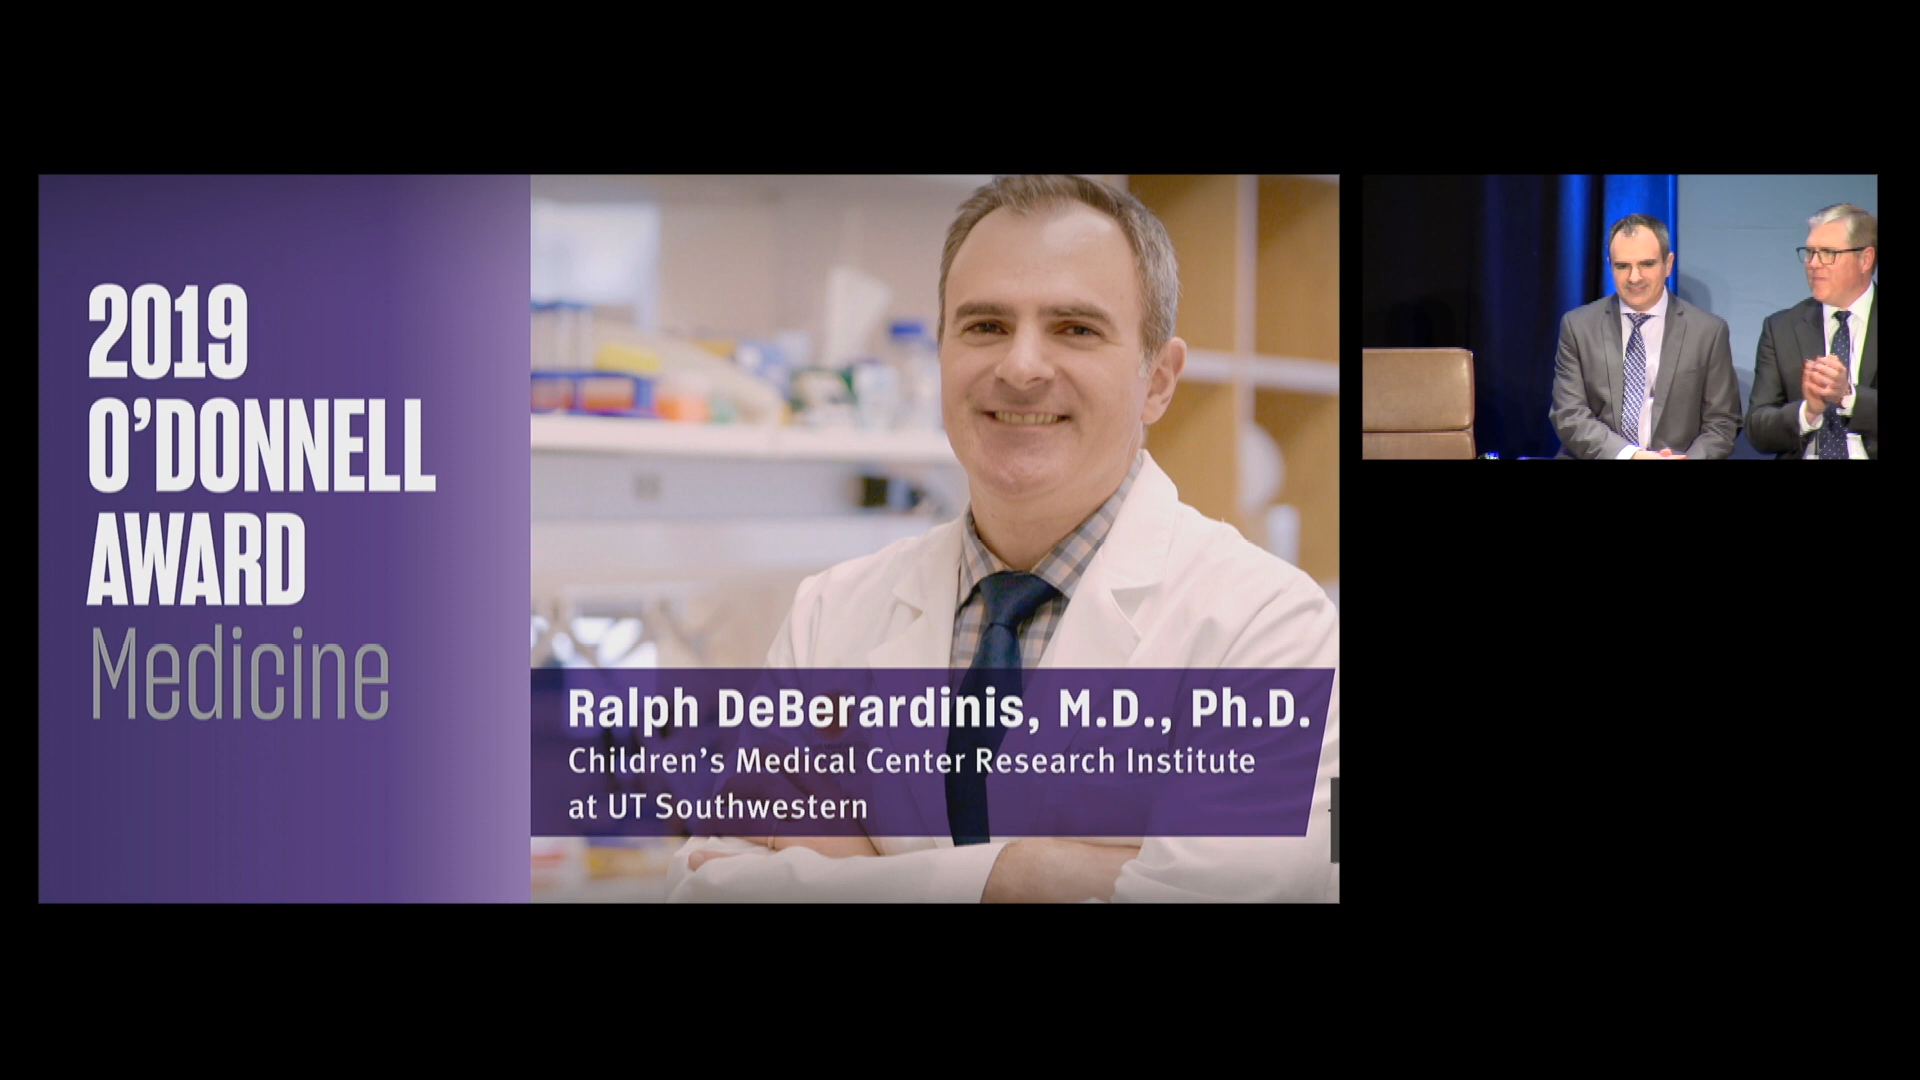 2019
O'DONNELL
AWARD
Medicine
Ralph DeBerardinis, M.D., Ph.D.
Children's Medical Center Research Institute
at UT Southwestern